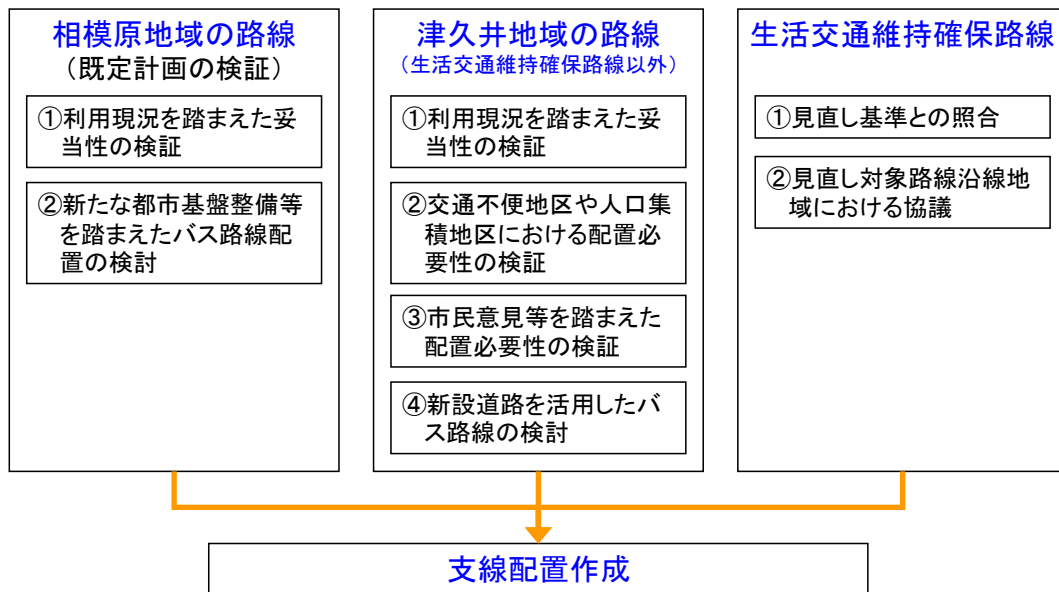 相模原地域の路線
（既定計画の検証）
①利用現況を踏まえた妥
当性の検証
②新たな都市基盤整備等
を踏まえたバス路線配
置の検討
津久井地域の路線
（生活交通維持確保路線以外）
①利用現況を踏まえた妥
当性の検証
②交通不便地区や人口集
積地区における配置必
要性の検証
③市民意見等を踏まえた
配置必要性の検証
④新設道路を活用したバ
ス路線の検討
生活交通維持確保路線
①見直し基準との照合
②見直し対象路線沿線地
域における協議
支線配置作成